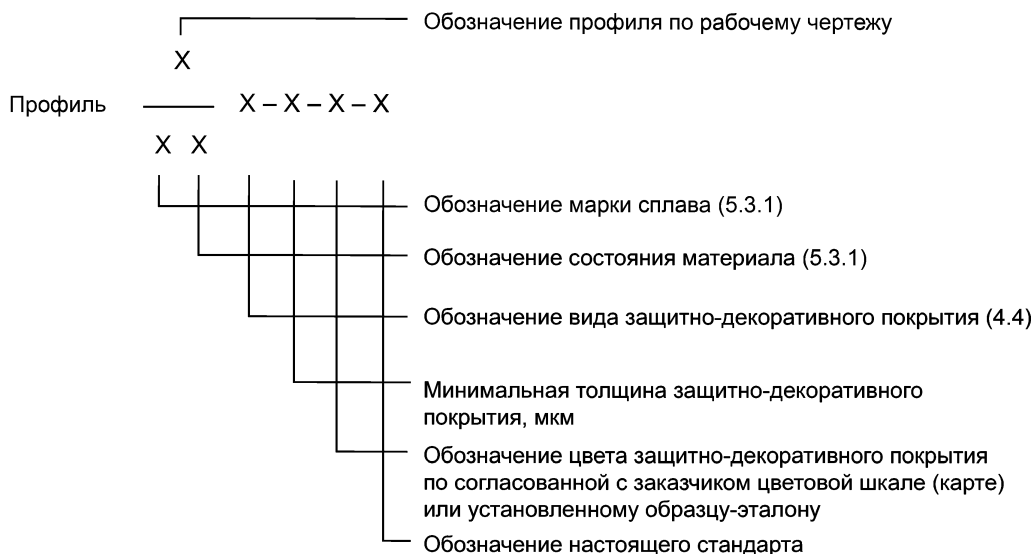 Обозначение профиля по рабочему чертежу
X
Профиль X – X – X – X
X X
Обозначение марки сплава (5.3.1)
Обозначение состояния материала (5.3.1)
Обозначение вида защитно-декоративного покрытия (4.4)
Минимальная толщина защитно-декоративного
покрытия, мкм
Обозначение цвета защитно-декоративного покрытия
по согласованной с заказчиком цветовой шкале (карте)
или установленному образцу-эталону
Обозначение настоящего стандарта